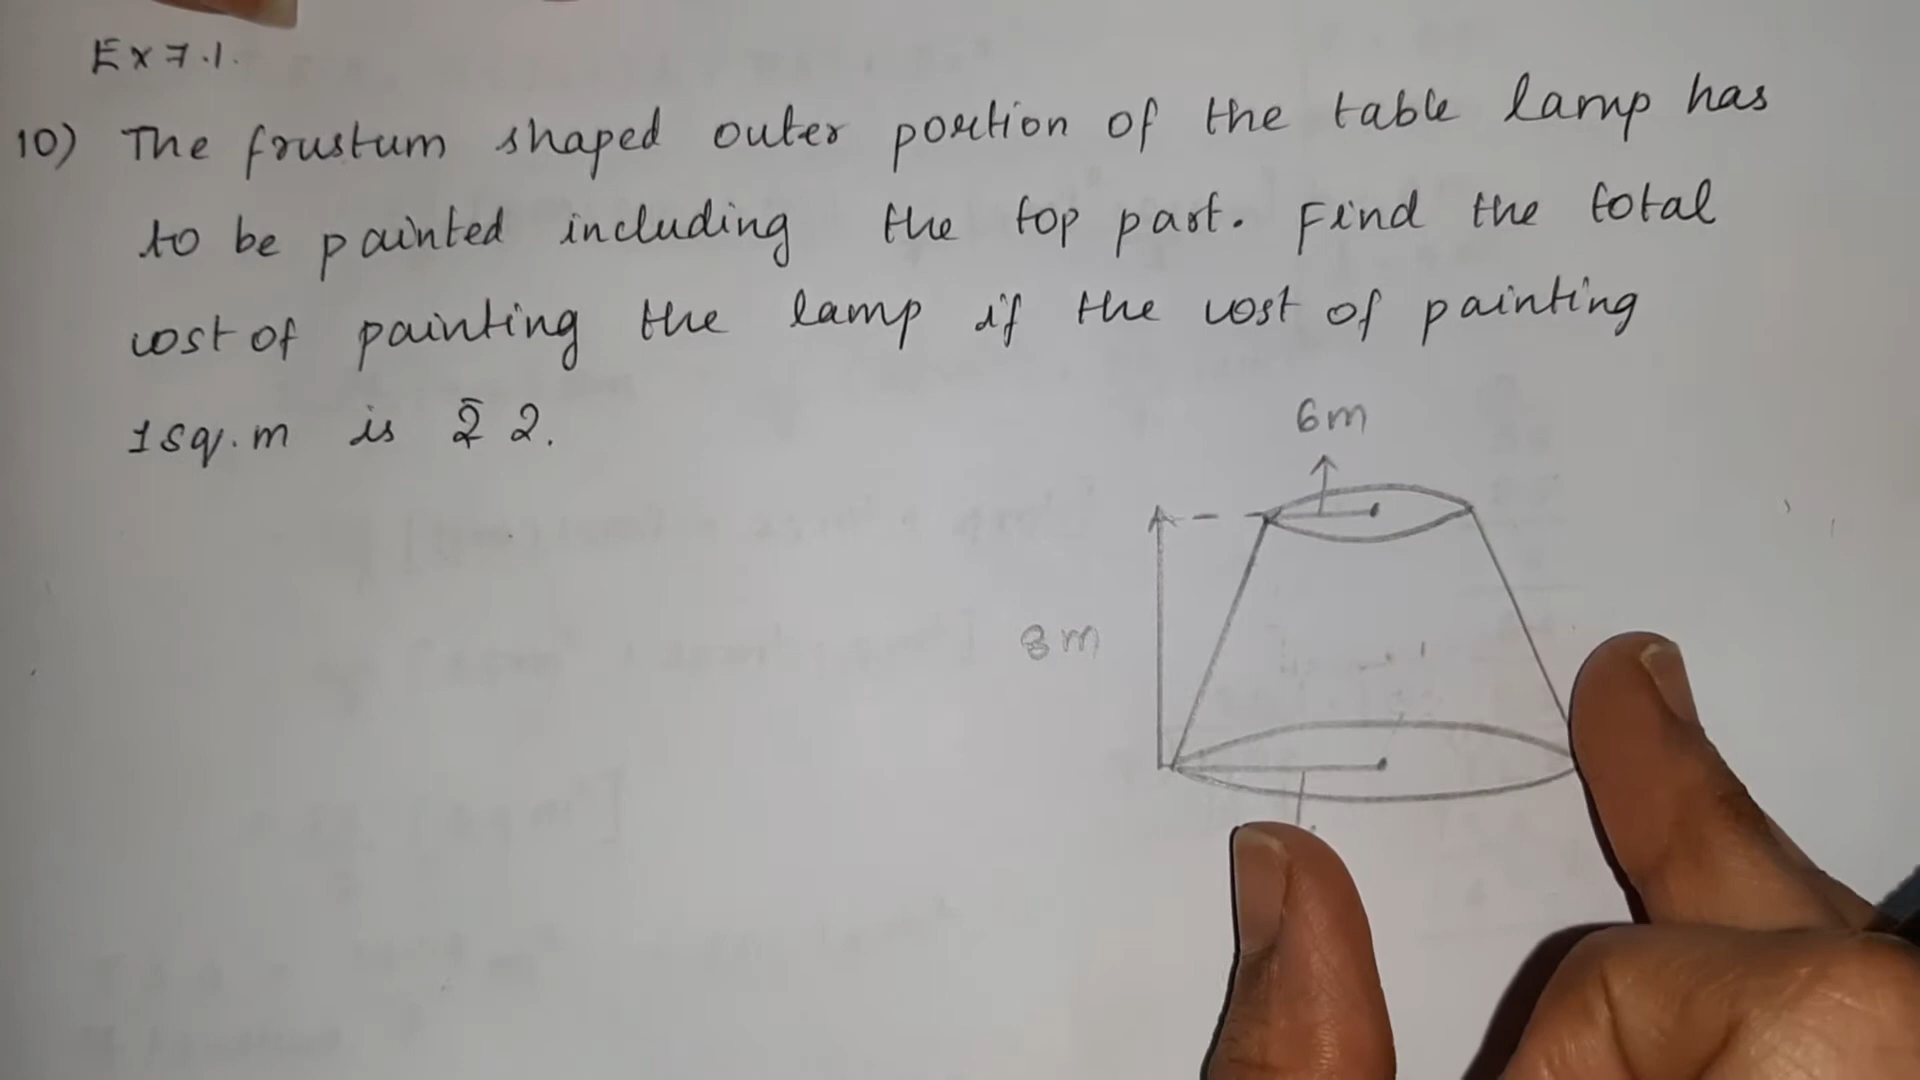 Ex 7.1.
10) The frustum shaped outer portion of the table lamp has
to be painted including the top part. Find the total
cost of painting the lamp if the cost of painting
1sq.m is ₹ 2.
6m
8m